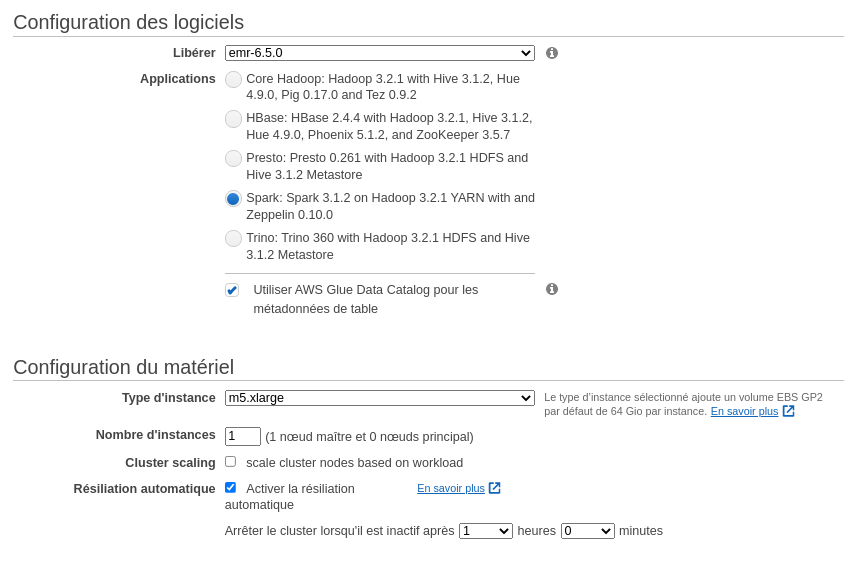 Configuration des logiciels
Libérer emr-6.5.0
Applications Core Hadoop: Hadoop 3.2.1 with Hive 3.1.2, Hue
4.9.0, Pig 0.17.0 and Tez 0.9.2
HBase: HBase 2.4.4 with Hadoop 3.2.1, Hive 3.1.2,
Hue 4.9.0, Phoenix 5.1.2, and ZooKeeper 3.5.7
Presto: Presto 0.261 with Hadoop 3.2.1 HDFS and
Hive 3.1.2 Metastore
Spark: Spark 3.1.2 on Hadoop 3.2.1 YARN with and
Zeppelin 0.10.0
Trino: Trino 360 with Hadoop 3.2.1 HDFS and Hive
3.1.2 Metastore
Utiliser AWS Glue Data Catalog pour les
métadonnées de table
Configuration du matériel
Type d'instance m5.xlarge
Le type d’instance sélectionné ajoute un volume EBS GP2
par défaut de 64 Gio par instance. En savoir plus
Nombre d'instances 1 (1 nœud maître et 0 nœuds principal)
Cluster scaling scale cluster nodes based on workload
Résiliation automatique Activer la résiliation En savoir plus
automatique
Arrêter le cluster lorsqu'il est inactif après 1 heures 0 minutes